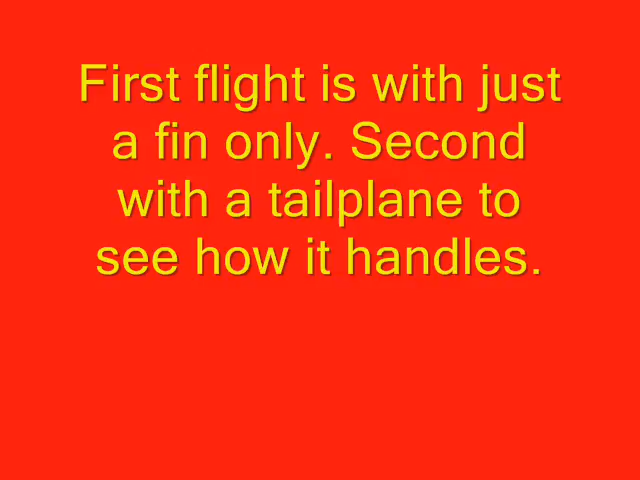 First flight is with just
a fin only. Second
with a tailplane to
see how it handles.